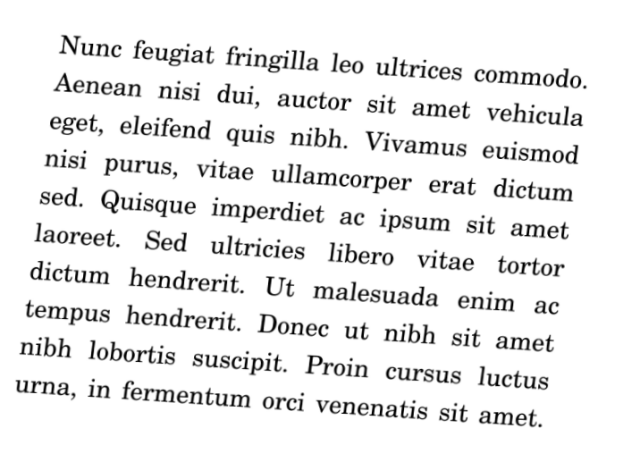 Nunc feugiat fringilla leo ultrices commodo.
Aenean nisi dui, auctor sit amet vehicula
eget, eleifend quis nibh. Vivamus euismod
nisi purus, vitae ullamcorper erat dictum
sed. Quisque imperdiet ac ipsum sit amet
laoreet. Sed ultricies libero vitae tortor
dictum hendrerit. Ut malesuada enim ac
tempus hendrerit. Donec ut nibh sit amet
nibh lobortis suscipit. Proin cursus luctus
urna, in fermentum orci venenatis sit amet.